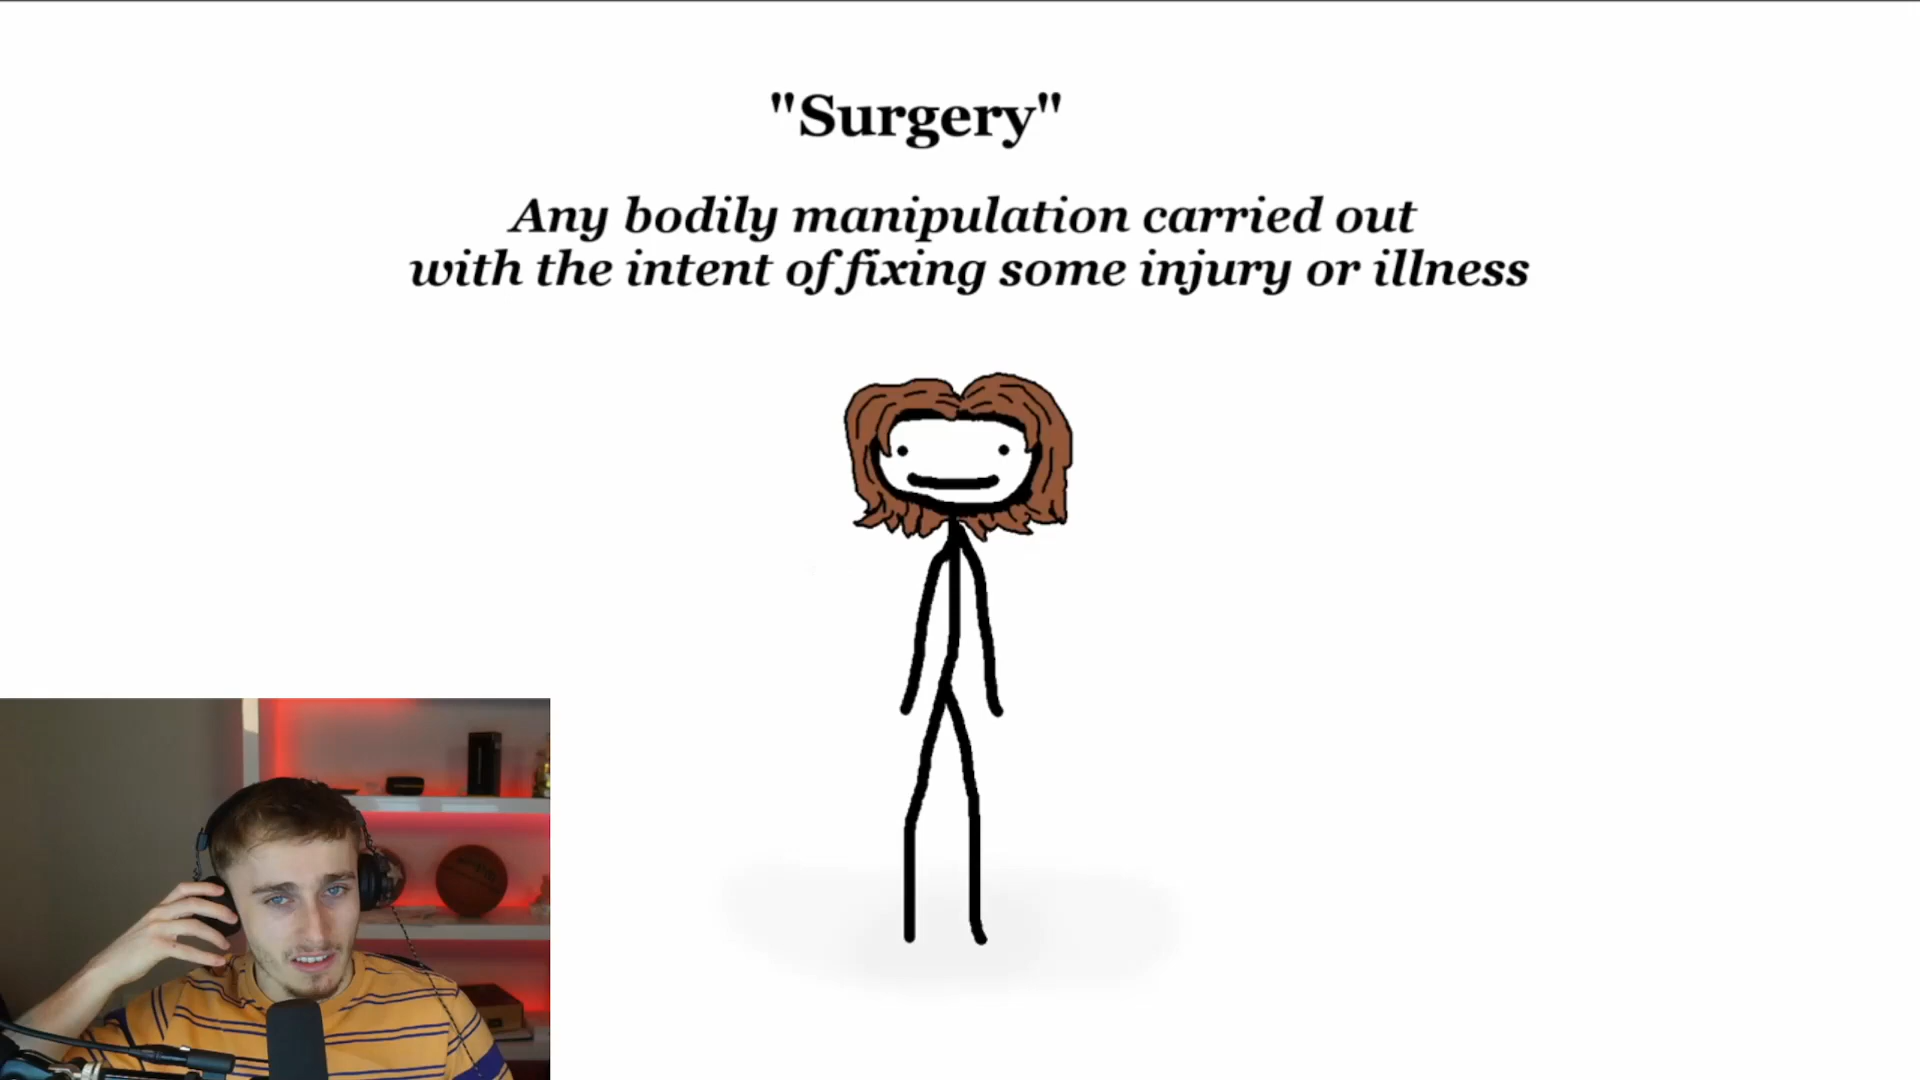 "Surgery"
Any bodily manipulation carried out
with the intent of fixing some injury or illness